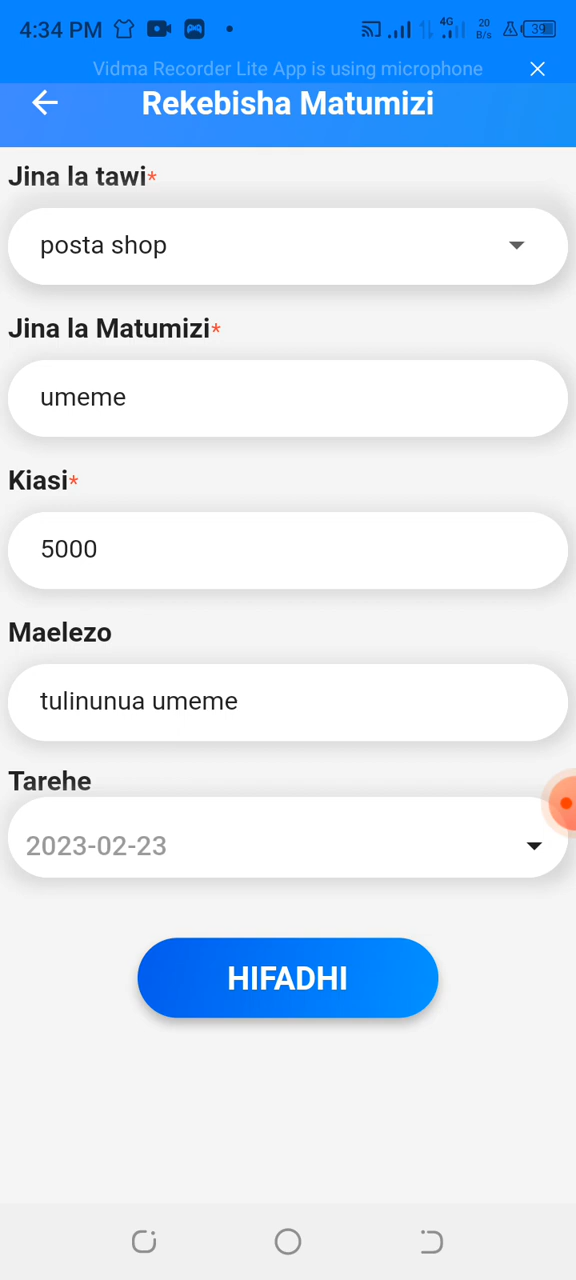 4:34 PM
4G
20
B/s
39
Vidma Recorder Lite App is using microphone
Rekebisha Matumizi
Jina la tawi*
posta shop
Jina la Matumizi*
umeme
Kiasi*
5000
Maelezo
tulinunua umeme
Tarehe
2023-02-23
HIFADHI